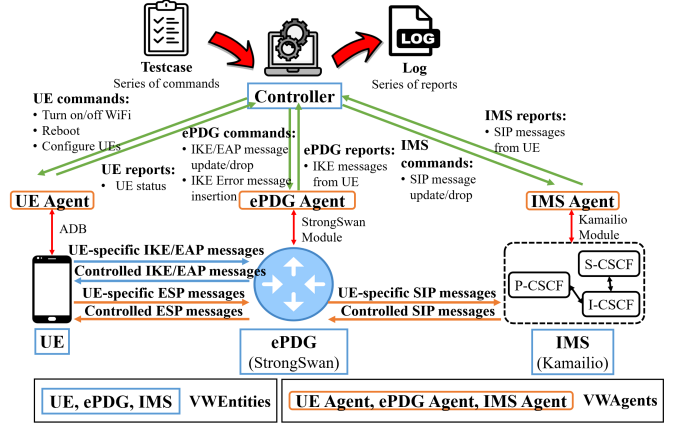 Testcase
Series of commands
LOG
Log
Series of reports
Controller
UE commands:
• Turn on/off WiFi
• Reboot
• Configure UEs
UE reports:
• UE status
ePDG commands:
• IKE/EAP message
update/drop
• IKE Error message
insertion
ePDG reports:
• IKE messages
from UE
IMS
commands:
• SIP message
update/drop
IMS reports:
• SIP messages
from UE
UE Agent
ePDG Agent
IMS Agent
ADB
StrongSwan
Module
Kamailio
Module
UE-specific IKE/EAP messages
Controlled IKE/EAP messages
UE-specific ESP messages
Controlled ESP messages
UE-specific SIP messages
Controlled SIP messages
S-CSCF
P-CSCF
I-CSCF
UE
ePDG
(StrongSwan)
IMS
(Kamailio)
UE, ePDG, IMS VWEntities
UE Agent, ePDG Agent, IMS Agent VWAgents